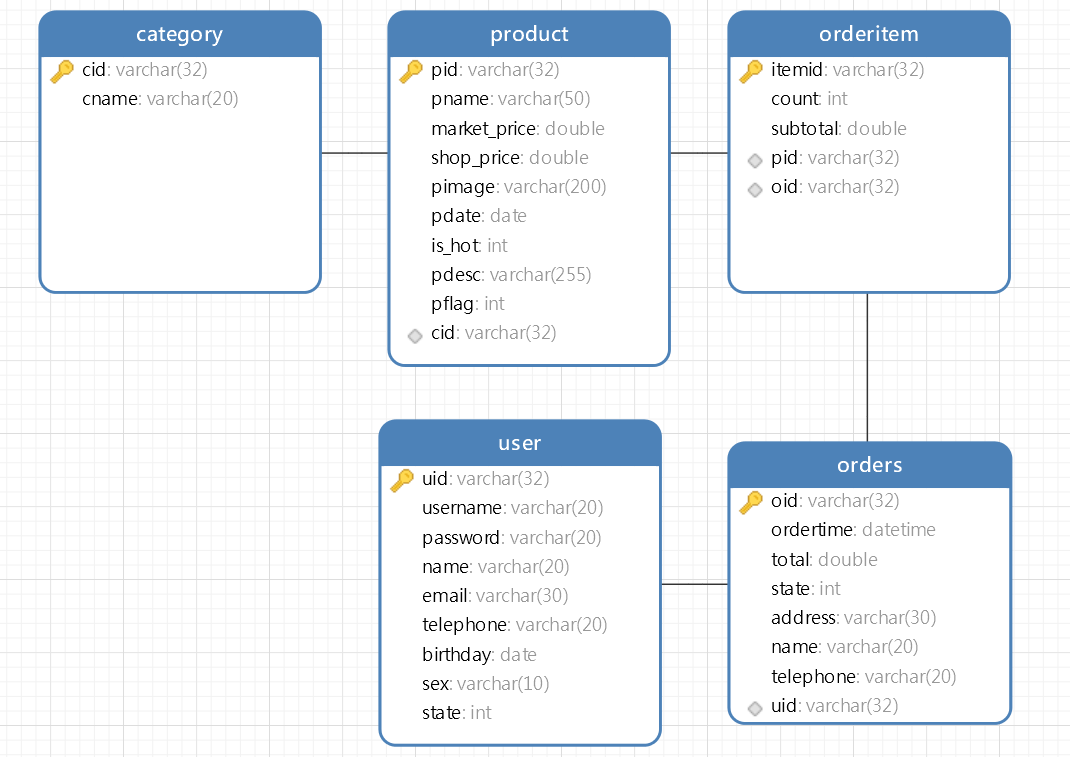 category
cid: varchar(32)
cname: varchar(20)
product
pid: varchar(32)
pname: varchar(50)
market_price: double
shop_price: double
pimage: varchar(200)
pdate: date
is_hot: int
pdesc: varchar(255)
pflag: int
cid: varchar(32)
orderitem
itemid: varchar(32)
count: int
subtotal: double
pid: varchar(32)
oid: varchar(32)
user
uid: varchar(32)
username: varchar(20)
password: varchar(20)
name: varchar(20)
email: varchar(30)
telephone: varchar(20)
birthday: date
sex: varchar(10)
state: int
orders
oid: varchar(32)
ordertime: datetime
total: double
state: int
address: varchar(30)
name: varchar(20)
telephone: varchar(20)
uid: varchar(32)